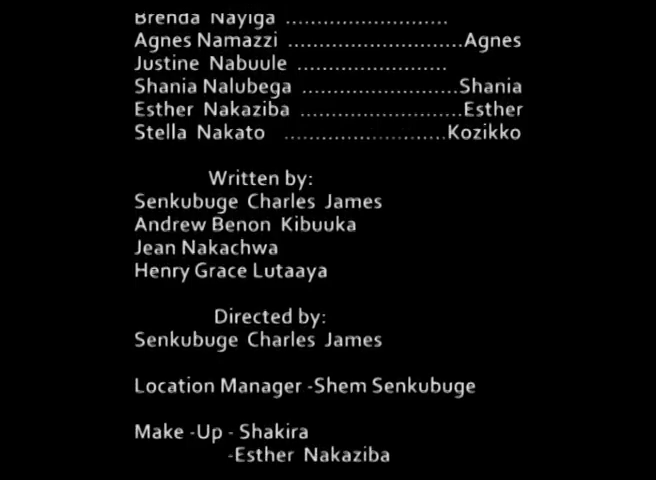 Brenda Nayiga ..........................
Agnes Namazzi ............................Agnes
Justine Nabuule ........................
Shania Nalubega .........................Shania
Esther Nakaziba ..........................Esther
Stella Nakato ..........................Kozikko
Written by:
Senkubuge Charles James
Andrew Benon Kibuuka
Jean Nakachwa
Henry Grace Lutaaya
Directed by:
Senkubuge Charles James
Location Manager -Shem Senkubuge
Make -Up - Shakira
-Esther Nakaziba